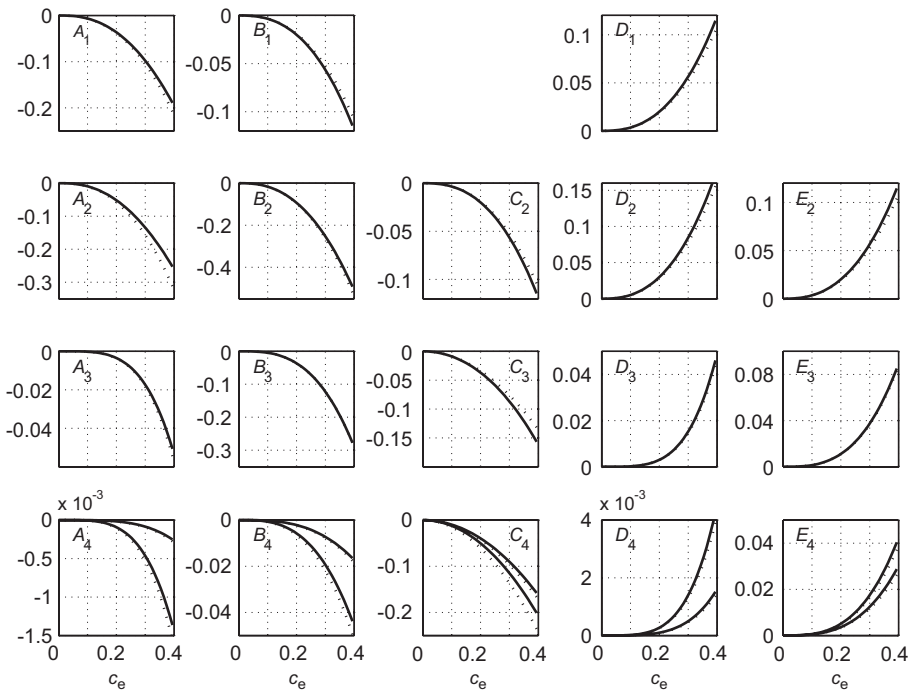 0 -0.1 -0.2 A1
0 -0.05 -0.1 B1
0.1 0.05 0 D1
0 -0.1 -0.2 -0.3 A2
0 -0.2 -0.4 B2
0 -0.05 -0.1 C2
0.15 0.1 0.05 0 D2
0.1 0.05 0 E2
0 -0.02 -0.04 A3
0 -0.1 -0.2 -0.3 B3
0 -0.05 -0.1 -0.15 C3
0.04 0.02 0 D3
0.08 0.06 0.04 0.02 0 E3
x 10-3
0 -0.5 -1 -1.5 A4
0 0.2 0.4
ce
0 -0.02 -0.04 B4
0 0.2 0.4
ce
0 -0.1 -0.2 C4
0 0.2 0.4
ce
x 10-3
4 2 0 D4
0 0.2 0.4
ce
0.04 0.02 0 E4
0 0.2 0.4
ce